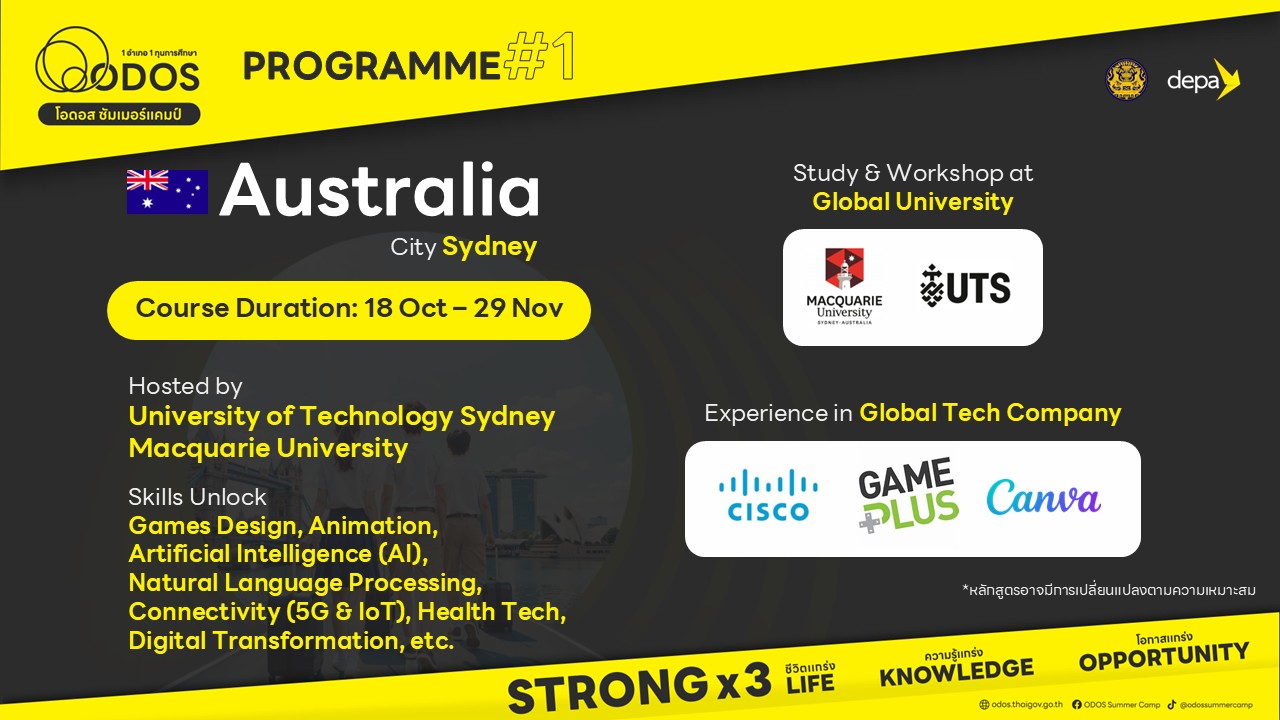 1 อำเภอ 1 ทุนการศึกษา
ODOS
โอดอส ซัมเมอร์แคมป์
PROGRAMME #1
depa
Australia
City Sydney
Course Duration: 18 Oct – 29 Nov
Hosted by
University of Technology Sydney
Macquarie University
Skills Unlock
Games Design, Animation,
Artificial Intelligence (AI),
Natural Language Processing,
Connectivity (5G & IoT), Health Tech,
Digital Transformation, etc.
Study & Workshop at
Global University
MACQUARIE
University
SYDNEY-AUSTRALIA
UTS
Experience in Global Tech Company
CISCO
GAME
PLUS
Canva
*หลักสูตรอาจมีการเปลี่ยนแปลงตามความเหมาะสม
STRONG x 3
ชีวิตแกร่ง
LIFE
ความรู้แกร่ง
KNOWLEDGE
โอกาสแกร่ง
OPPORTUNITY
odos.thaigov.go.th ODOS Summer Camp @odossummercamp